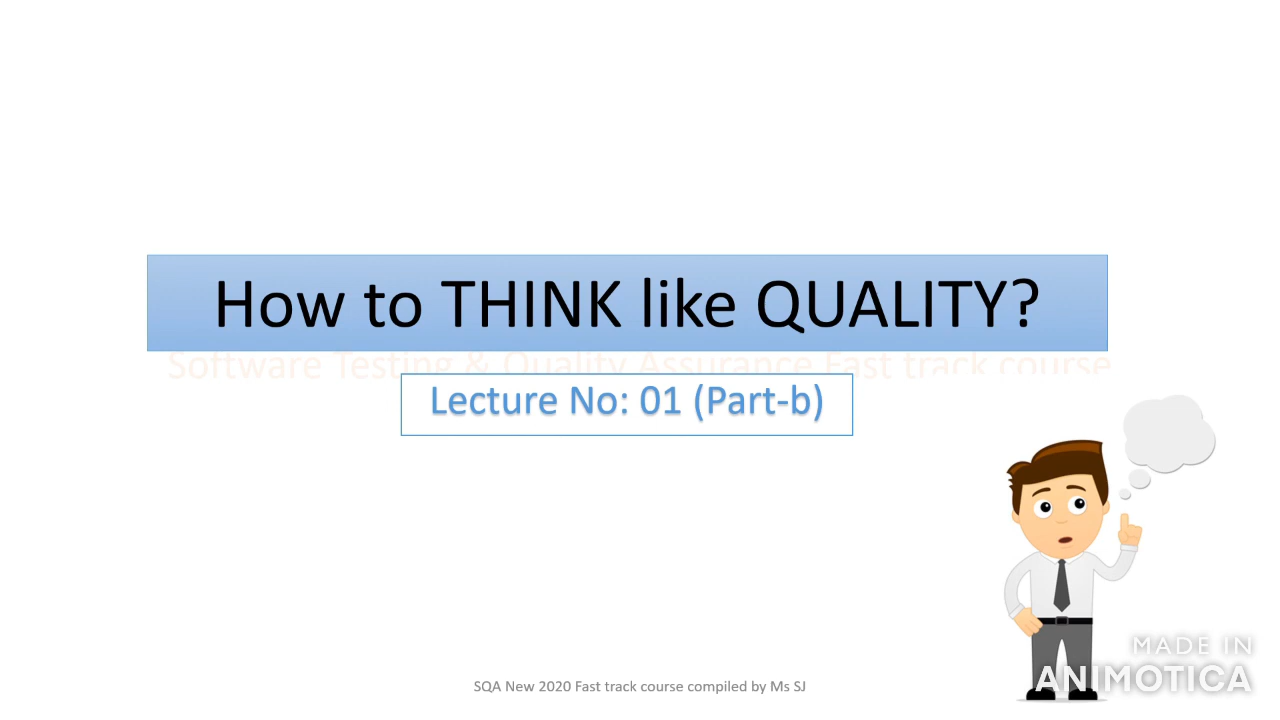 How to THINK like QUALITY?
Software Testing & Quality Assurance Fast track course
Lecture No: 01 (Part-b)
MADE IN
ANIMOTICA
SQA New 2020 Fast track course compiled by Ms SJ